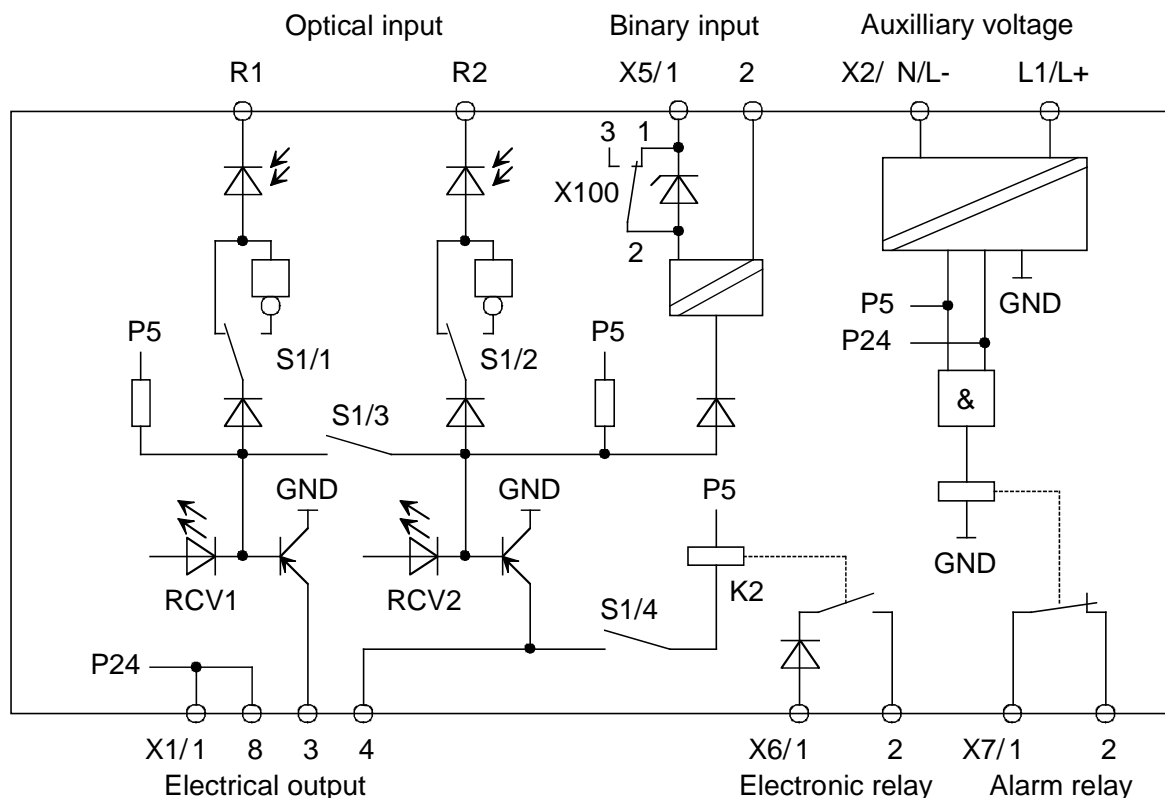 Optical input Binary input Auxilliary voltage
R1 R2 X5/1 2 X2/ N/L- L1/L+
3 1
X100
2
P5 S1/1 S1/2 P5 P5 GND
P24
&
S1/3
GND GND P5
GND
RCV1 RCV2 K2
S1/4
P24
X1/1 8 3 4 X6/1 2 X7/1 2
Electrical output Electronic relay Alarm relay